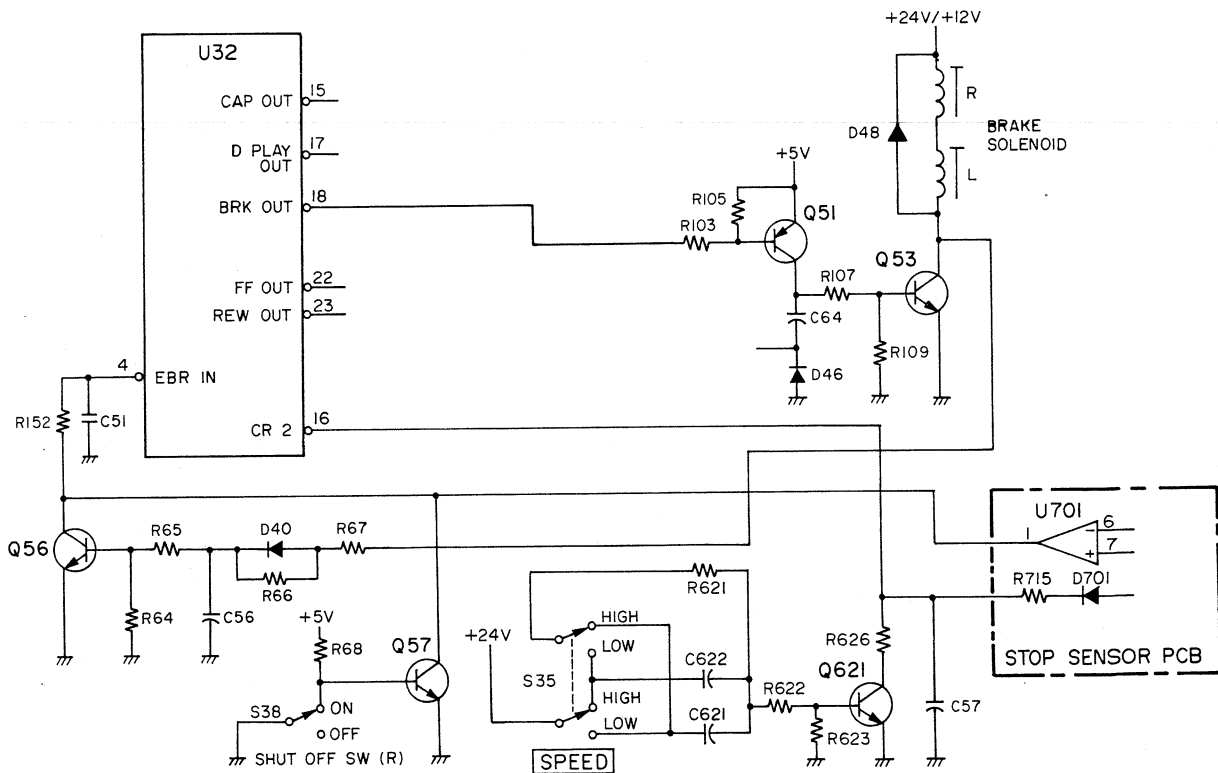 +24V/+12V
U32
CAP OUT 15
D PLAY OUT 17
BRK OUT 18
FF OUT 22
REW OUT 23
4 EBR IN
CR 2 16
R
D48
BRAKE SOLENOID
L
+5V
R105
R103
Q51
Q53
R107
C64
R109
D46
R152
C51
Q56
R65
D40
R67
R66
R64
C56
+5V
R68
Q57
S38
ON
OFF
SHUT OFF SW (R)
R621
+24V
HIGH
LOW
S35
HIGH
LOW
SPEED
C622
C621
R622
R623
R626
Q621
C57
U701
1
- 6
+ 7
R715
D701
STOP SENSOR PCB